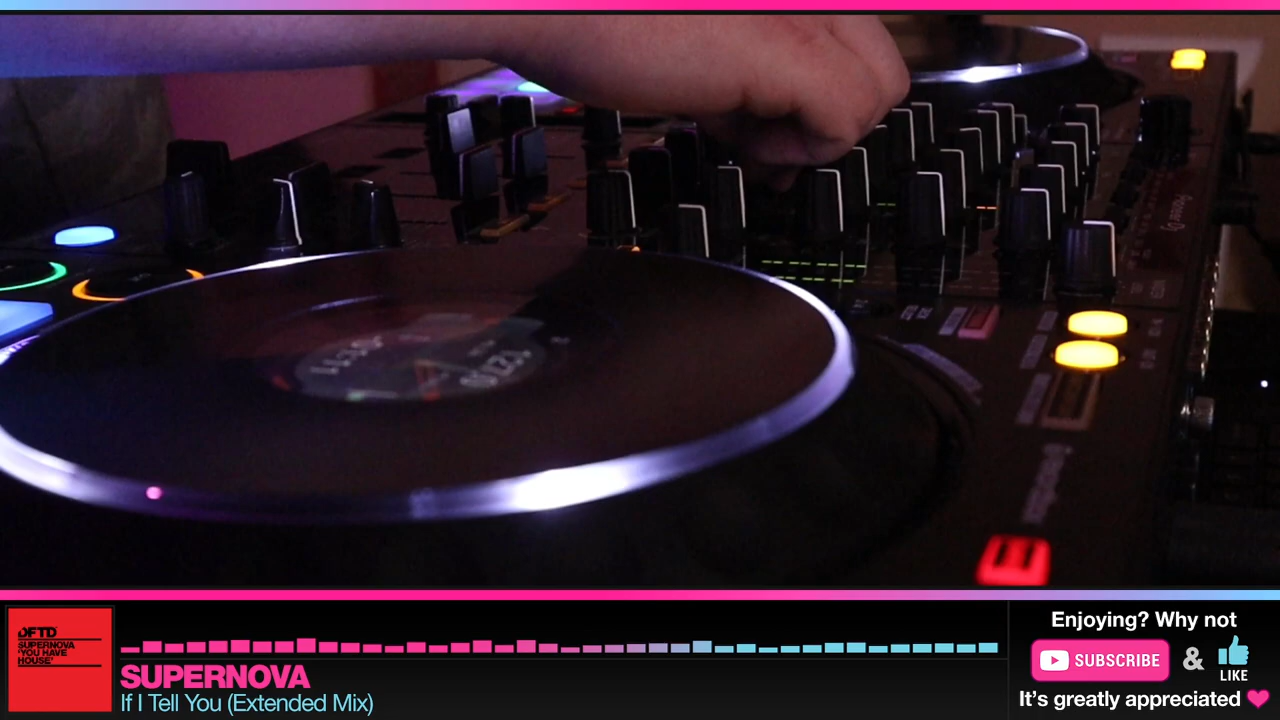 DFTD
SUPERNOVA
'YOU HAVE
HOUSE'
SUPERNOVA
If I Tell You (Extended Mix)
Enjoying? Why not
SUBSCRIBE
&
LIKE
It's greatly appreciated